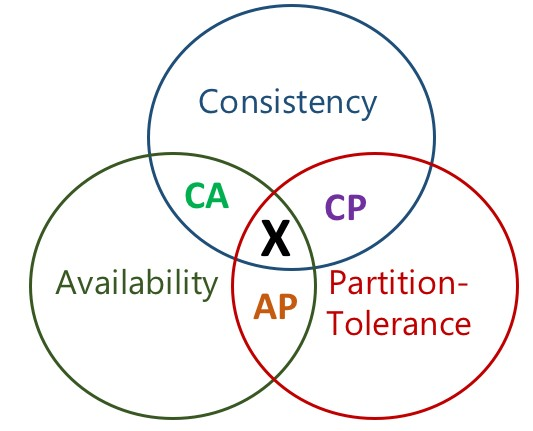 Consistency
CA
CP
X
Availability
Partition-
Tolerance
AP